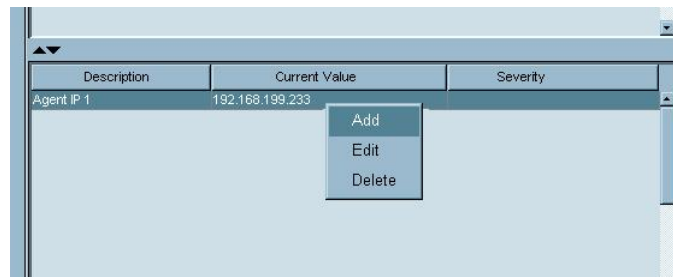 Description Current Value Severity
Agent IP 1 192.168.199.233
Add
Edit
Delete